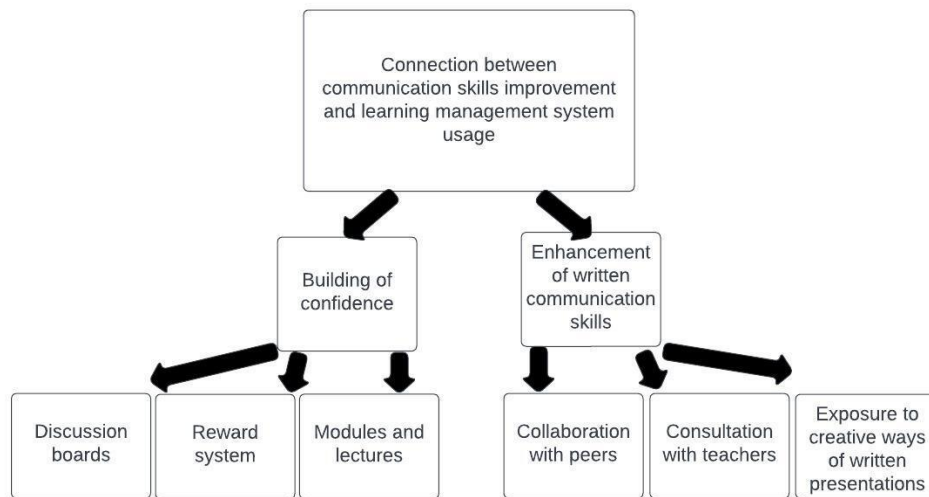 Connection between
communication skills improvement
and learning management system
usage
Building of
confidence
Enhancement
of written
communication
skills
Discussion
boards
Reward
system
Modules and
lectures
Collaboration
with peers
Consultation
with teachers
Exposure to
creative ways
of written
presentations